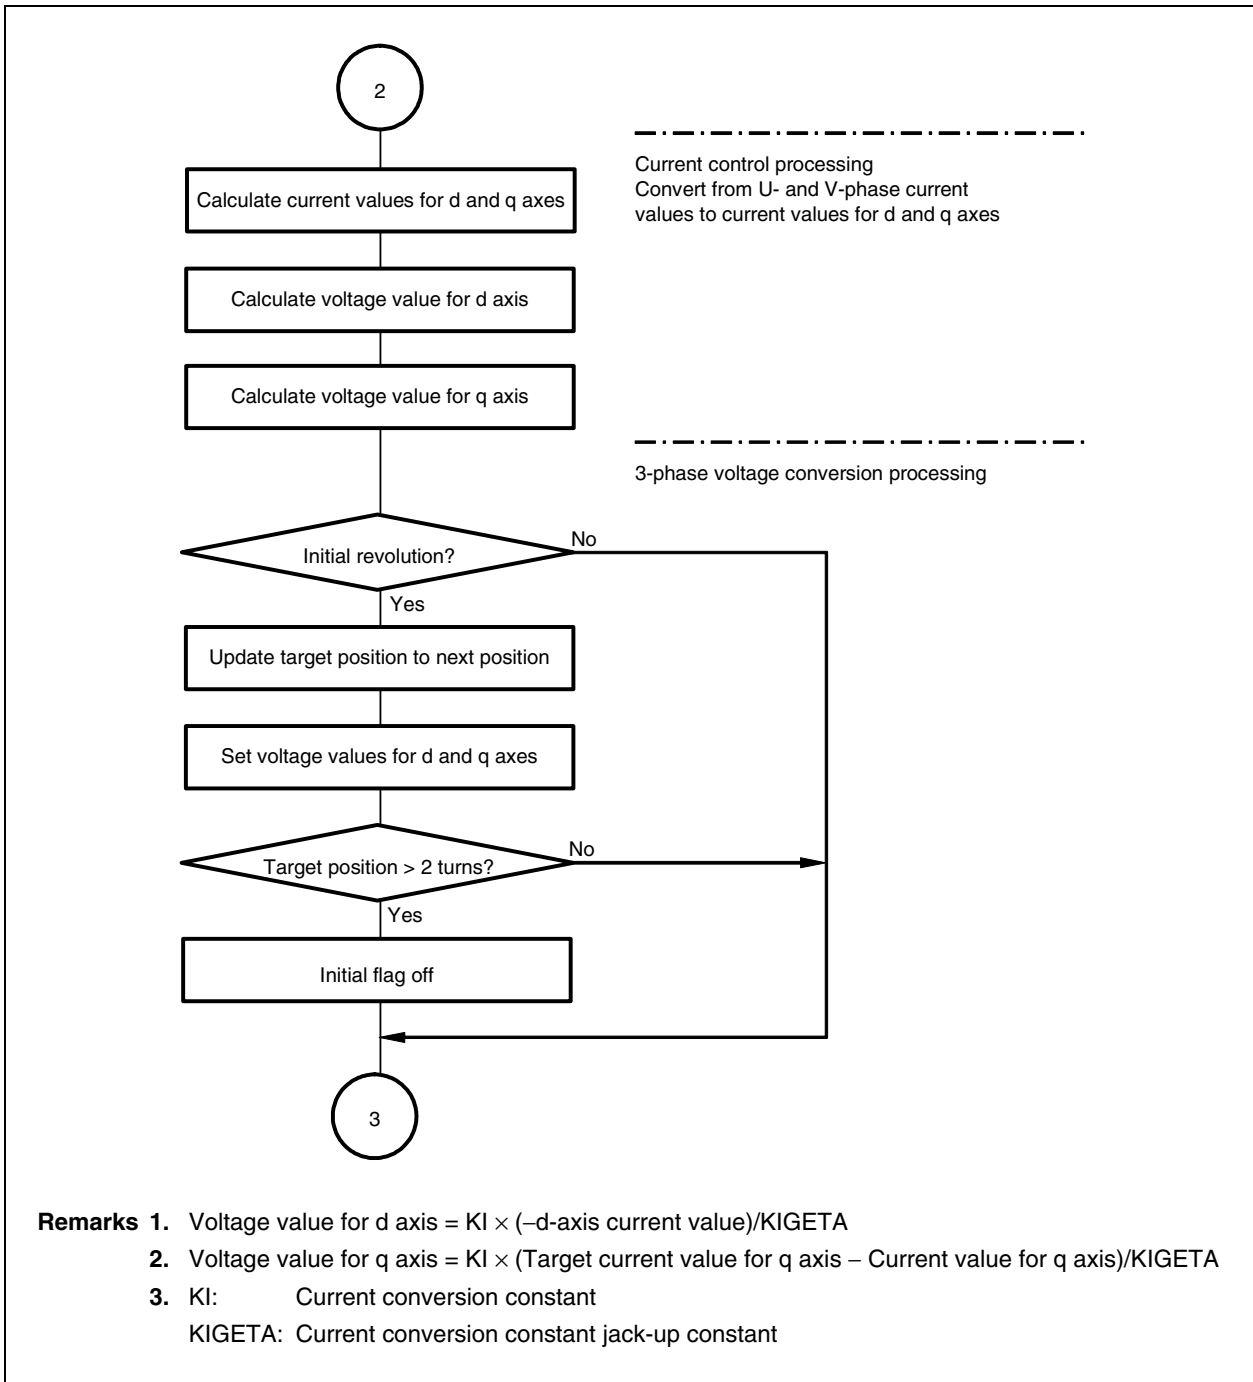 2
Current control processing
Convert from U- and V-phase current
values to current values for d and q axes
Calculate current values for d and q axes
Calculate voltage value for d axis
Calculate voltage value for q axis
3-phase voltage conversion processing
Initial revolution?
No
Yes
Update target position to next position
Set voltage values for d and q axes
Target position > 2 turns?
No
Yes
Initial flag off
3
Remarks 1. Voltage value for d axis = KI × (–d-axis current value)/KIGETA
2. Voltage value for q axis = KI × (Target current value for q axis – Current value for q axis)/KIGETA
3. KI: Current conversion constant
KIGETA: Current conversion constant jack-up constant